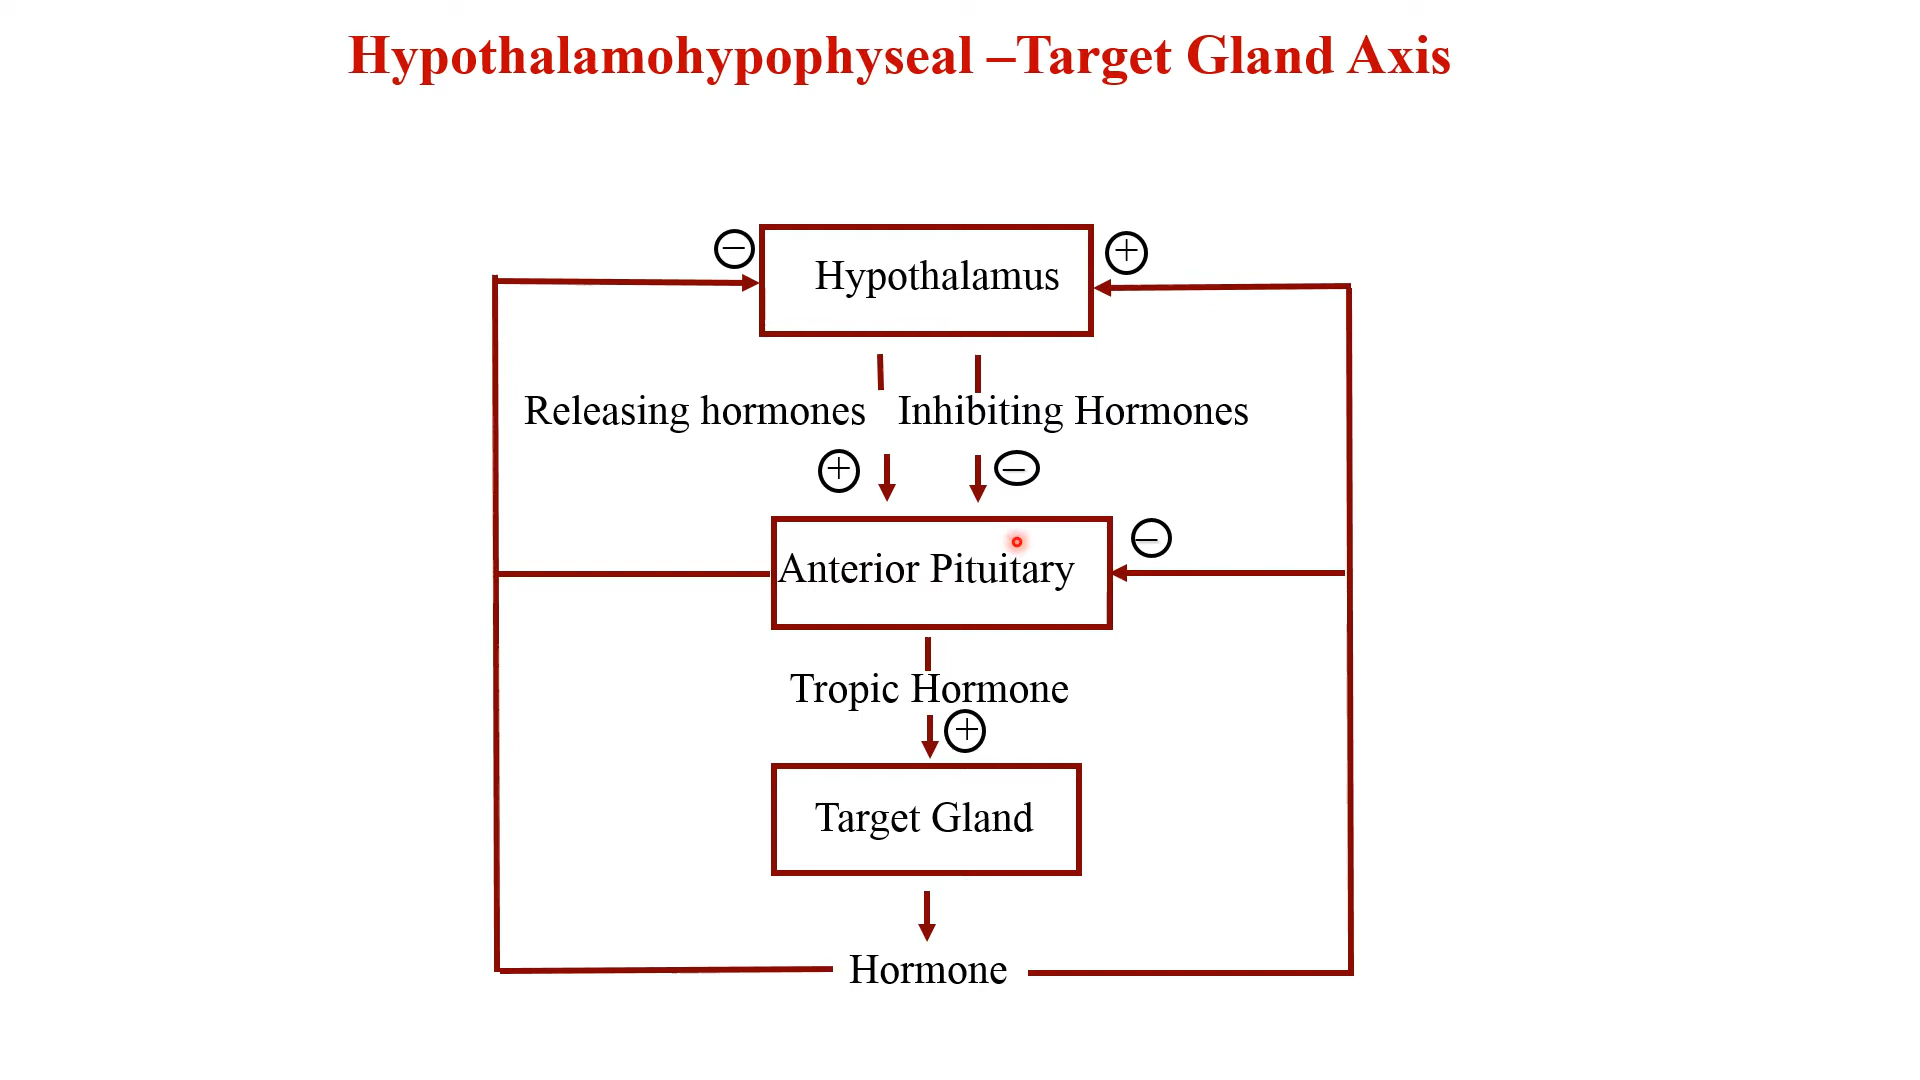 Hypothalamohypophyseal –Target Gland Axis
− Hypothalamus +
Releasing hormones Inhibiting Hormones
+ −
Anterior Pituitary −
Tropic Hormone
+
Target Gland
Hormone